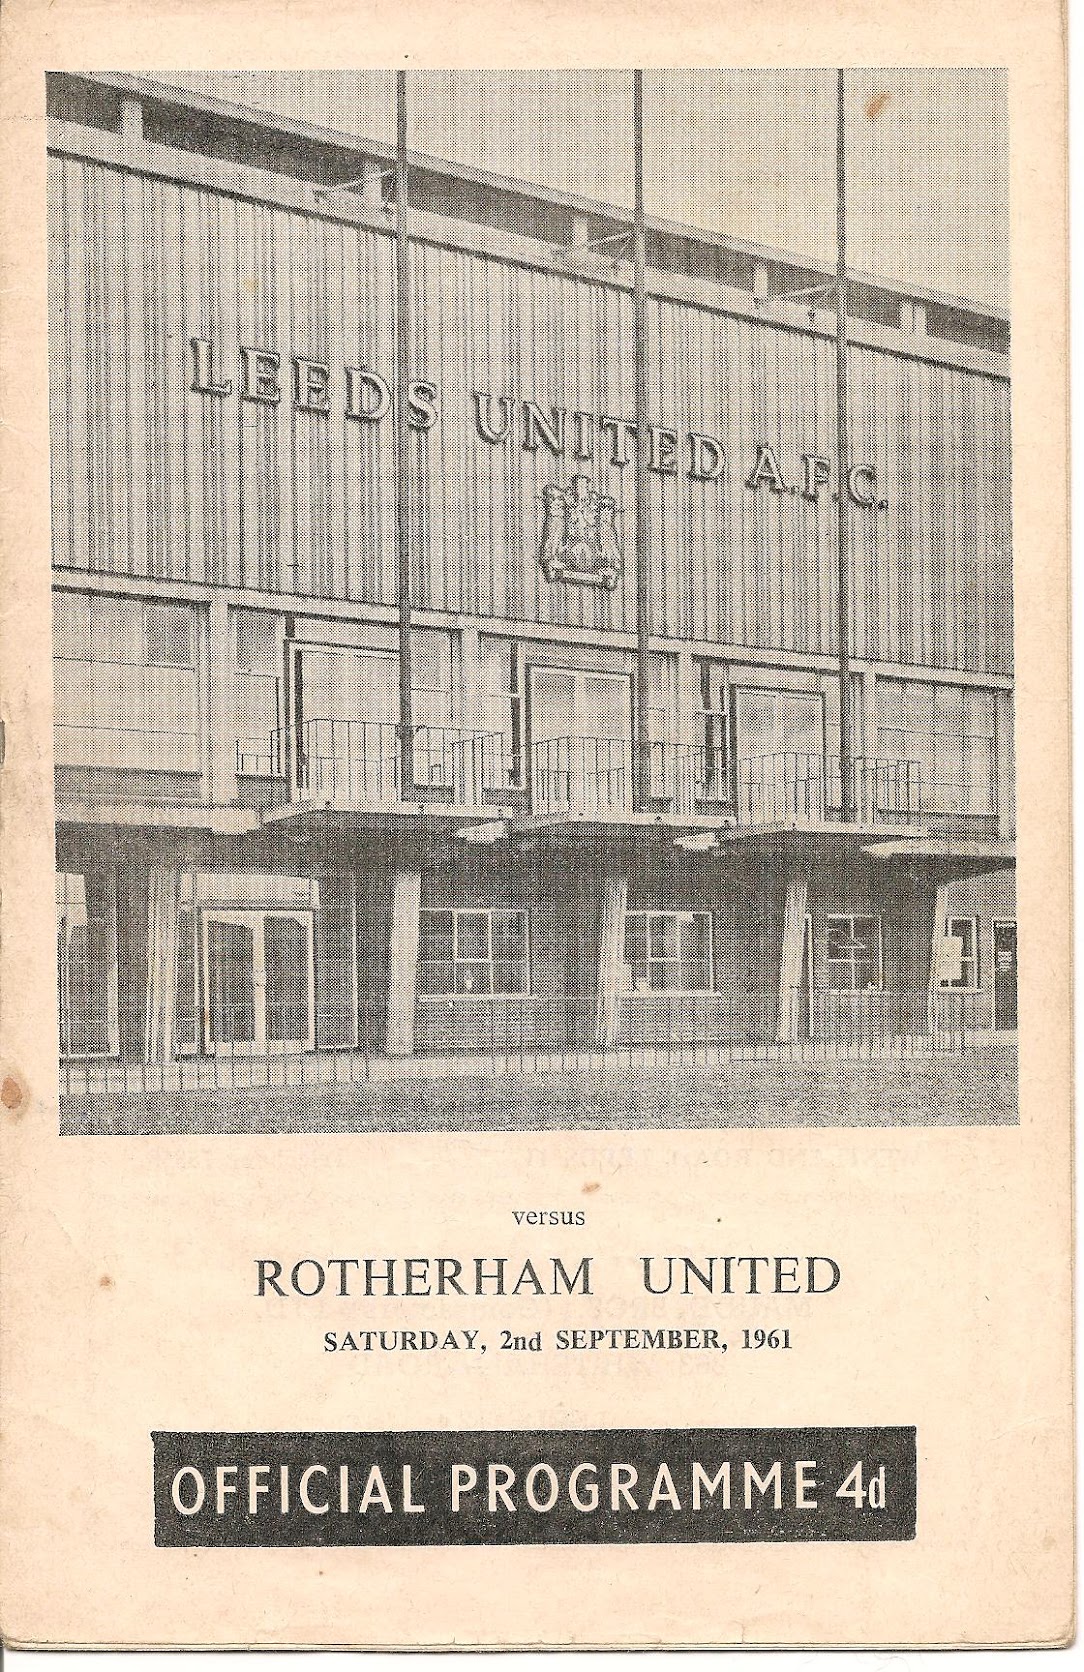 LEEDS UNITED A.F.C.
versus
ROTHERHAM UNITED
SATURDAY, 2nd SEPTEMBER, 1961
OFFICIAL PROGRAMME 4d